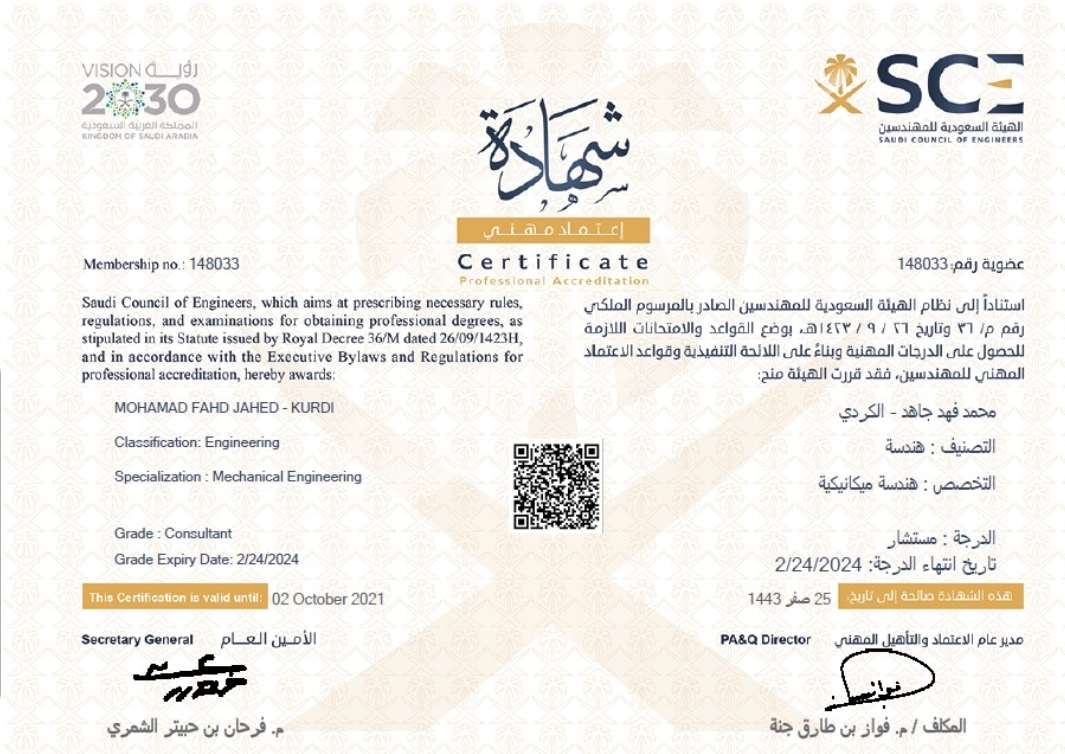 VISION رؤيــة
2030
المملكة العربية السعودية
KINGDOM OF SAUDI ARABIA
SCE
الهيئة السعودية للمهندسين
SAUDI COUNCIL OF ENGINEERS
شهادة
إعـتـمـاد مـهـنـي
Certificate
Professional Accreditation
Membership no.: 148033
عضوية رقم: 148033
Saudi Council of Engineers, which aims at prescribing necessary rules,
regulations, and examinations for obtaining professional degrees, as
stipulated in its Statute issued by Royal Decree 36/M dated 26/09/1423H,
and in accordance with the Executive Bylaws and Regulations for
professional accreditation, hereby awards:
استناداً إلى نظام الهيئة السعودية للمهندسين الصادر بالمرسوم الملكي
رقم م/ ٣٦ وتاريخ ٢٦ / ٩ / ١٤٢٣هـ، بوضع القواعد والامتحانات اللازمة
للحصول على الدرجات المهنية وبناءً على اللائحة التنفيذية وقواعد الاعتماد
المهني للمهندسين، فقد قررت الهيئة منح:
MOHAMAD FAHD JAHED - KURDI
Classification: Engineering
Specialization : Mechanical Engineering
Grade : Consultant
Grade Expiry Date: 2/24/2024
محمد فهد جاهد - الكردي
التصنيف : هندسة
التخصص : هندسة ميكانيكية
الدرجة : مستشار
تاريخ انتهاء الدرجة: 2/24/2024
This Certification is valid until: 02 October 2021
هذه الشهادة صالحة إلى تاريخ: 25 صفر 1443
Secretary General الأمـين العـــام
PA&Q Director مدير عام الاعتماد والتأهيل المهني
م. فرحان بن حبيتر الشمري
المكلف / م. فواز بن طارق جنة